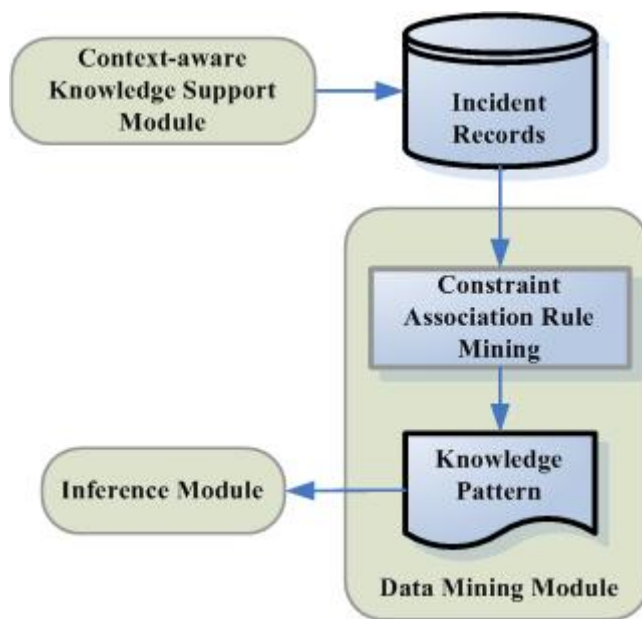 Context-aware
Knowledge Support
Module
Incident
Records
Constraint
Association Rule
Mining
Knowledge
Pattern
Inference Module
Data Mining Module